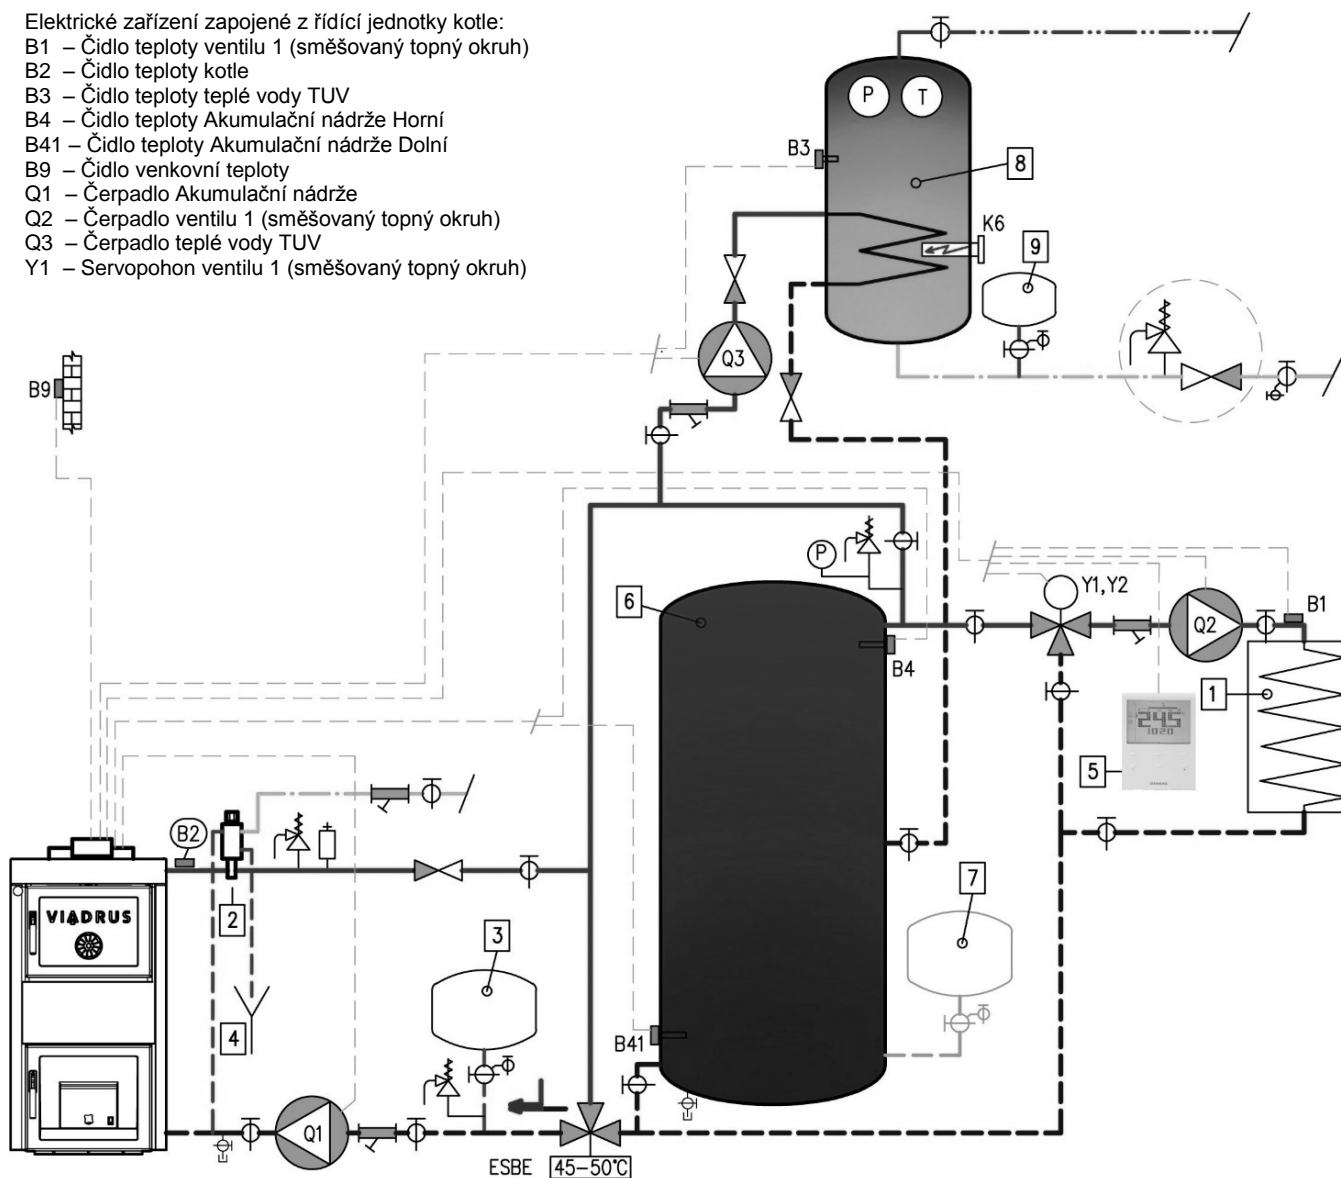 Elektrické zařízení zapojené z řídící jednotky kotle:
B1 – Čidlo teploty ventilu 1 (směšovaný topný okruh)
B2 – Čidlo teploty kotle
B3 – Čidlo teploty teplé vody TUV
B4 – Čidlo teploty Akumulační nádrže Horní
B41 – Čidlo teploty Akumulační nádrže Dolní
B9 – Čidlo venkovní teploty
Q1 – Čerpadlo Akumulační nádrže
Q2 – Čerpadlo ventilu 1 (směšovaný topný okruh)
Q3 – Čerpadlo teplé vody TUV
Y1 – Servopohon ventilu 1 (směšovaný topný okruh)
P
T
B3
8
K6
9
Q3
B9
P
6
Y1,Y2
B1
Q2
B4
1
245
1020
5
B2
2
VIADRUS
7
3
4
B41
Q1
ESBE
45–50°C